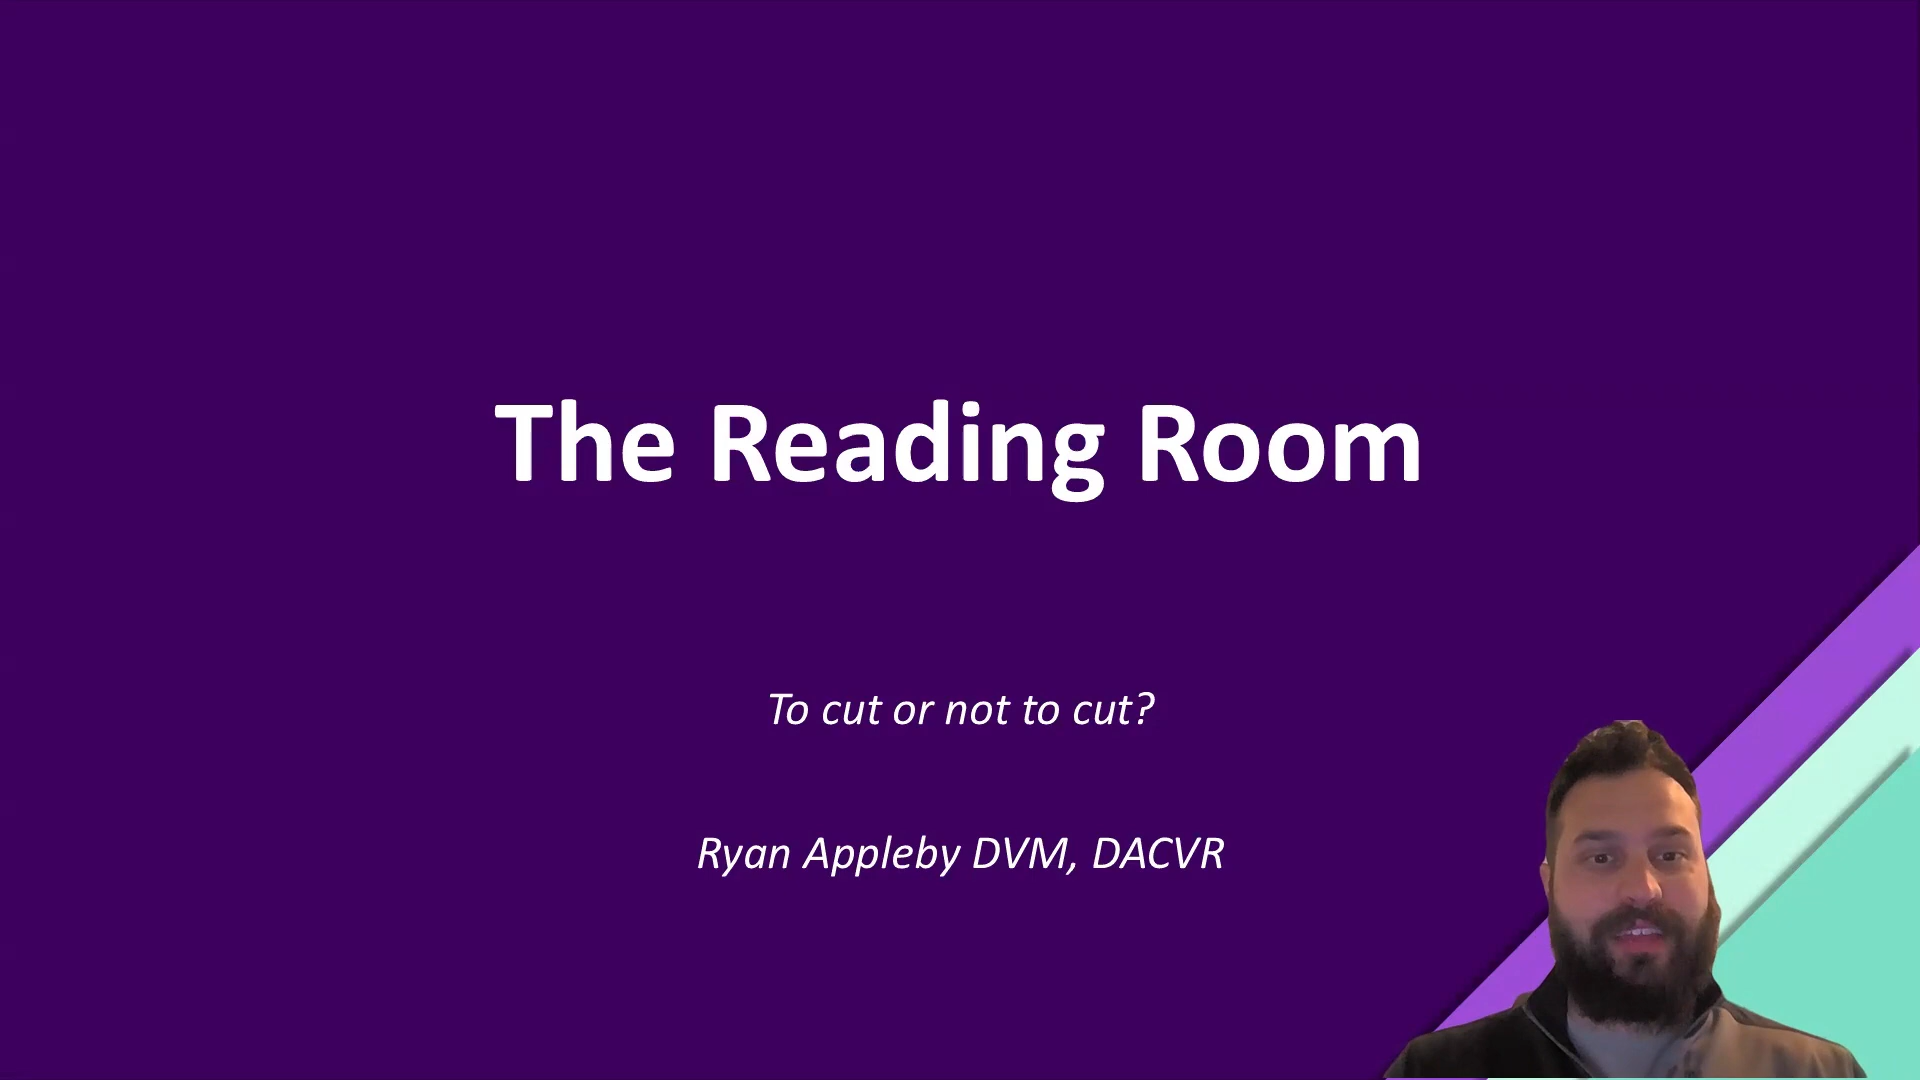 The Reading Room
To cut or not to cut?
Ryan Appleby DVM, DACVR